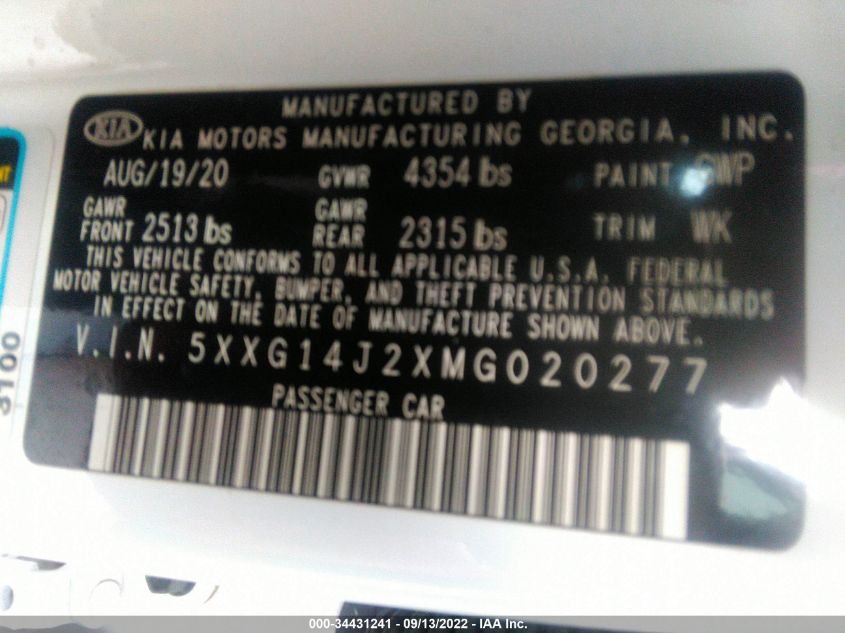 MANUFACTURED BY
KIA KIA MOTORS MANUFACTURING GEORGIA, INC.
AUG/19/20 GVWR 4354 lbs PAINT GWP
GAWR FRONT 2513 lbs GAWR REAR 2315 lbs TRIM WK
THIS VEHICLE CONFORMS TO ALL APPLICABLE U.S.A. FEDERAL
MOTOR VEHICLE SAFETY, BUMPER, AND THEFT PREVENTION STANDARDS
IN EFFECT ON THE DATE OF MANUFACTURE SHOWN ABOVE.
V.I.N. 5XXG14J2XMG020277
PASSENGER CAR
000-34431241 - 09/13/2022 - IAA Inc.